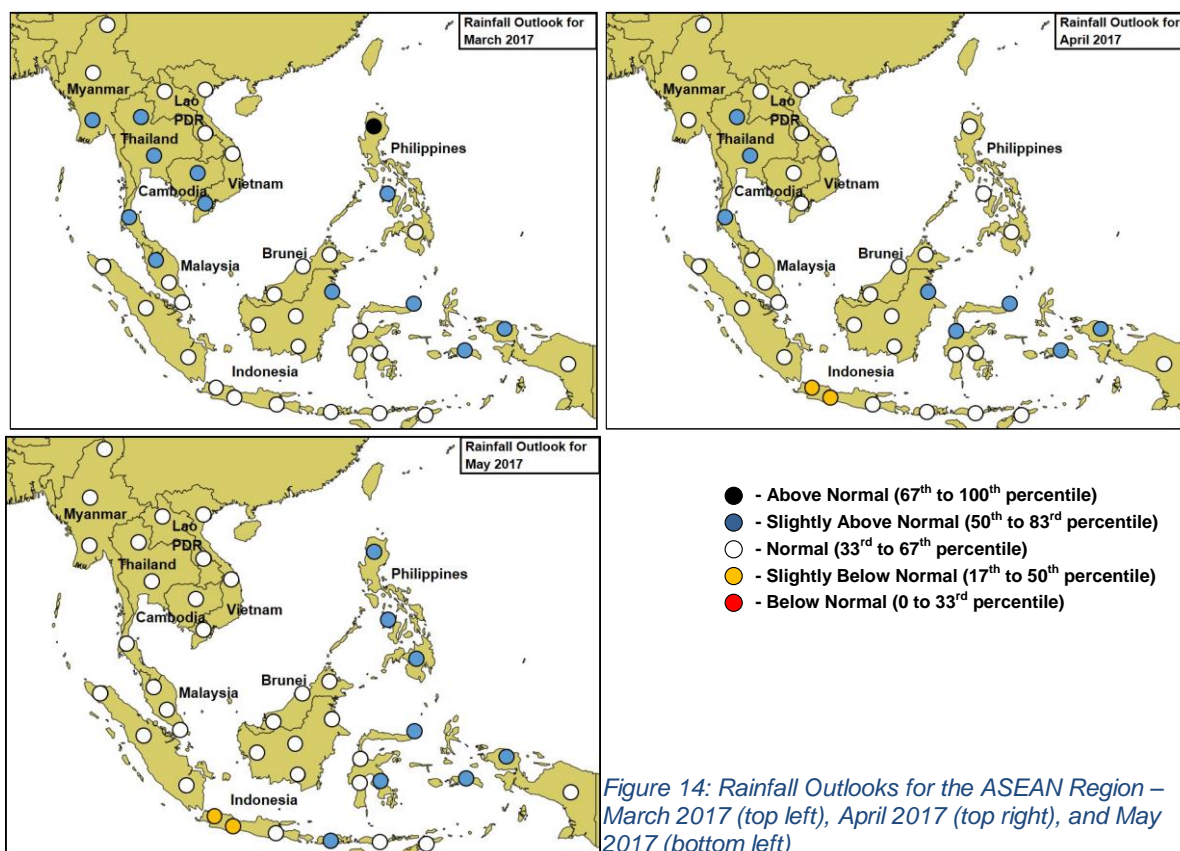 Rainfall Outlook for
March 2017
Myanmar
Lao
PDR
Thailand
Philippines
Cambodia
Vietnam
Brunei
Malaysia
Indonesia
Rainfall Outlook for
April 2017
Myanmar
Lao
PDR
Thailand
Philippines
Cambodia
Vietnam
Brunei
Malaysia
Indonesia
Rainfall Outlook for
May 2017
Myanmar
Lao
PDR
Thailand
Philippines
Cambodia
Vietnam
Brunei
Malaysia
Indonesia
- Above Normal (67th to 100th percentile)
- Slightly Above Normal (50th to 83rd percentile)
- Normal (33rd to 67th percentile)
- Slightly Below Normal (17th to 50th percentile)
- Below Normal (0 to 33rd percentile)
Figure 14: Rainfall Outlooks for the ASEAN Region –
March 2017 (top left), April 2017 (top right), and May
2017 (bottom left)